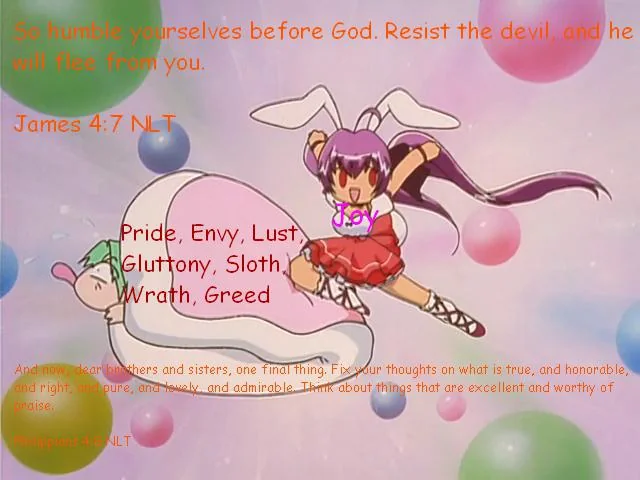 So humble yourselves before God. Resist the devil, and he
will flee from you.
James 4:7 NLT
Joy
Pride, Envy, Lust,
Gluttony, Sloth,
Wrath, Greed
And now, dear brothers and sisters, one final thing. Fix your thoughts on what is true, and honorable,
and right, and pure, and lovely, and admirable. Think about things that are excellent and worthy of
praise.
Philippians 4:8 NLT